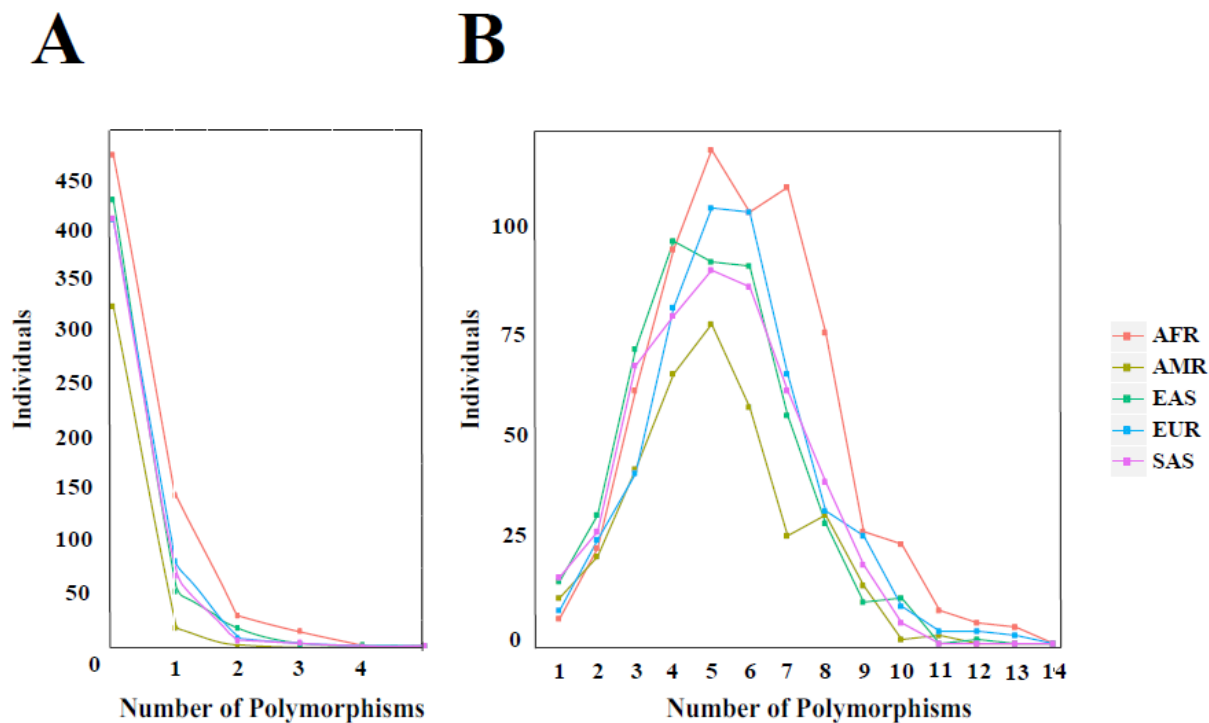 A
B
450
400
350
300
250
200
150
100
50
0
Individuals
1 2 3 4
Number of Polymorphisms
100
75
50
25
0
Individuals
1 2 3 4 5 6 7 8 9 10 11 12 13 14
Number of Polymorphisms
AFR
AMR
EAS
EUR
SAS